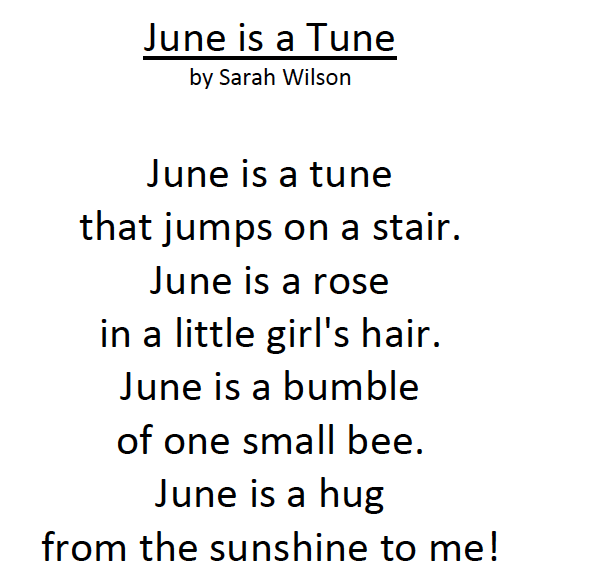 June is a Tune
by Sarah Wilson
June is a tune
that jumps on a stair.
June is a rose
in a little girl's hair.
June is a bumble
of one small bee.
June is a hug
from the sunshine to me!